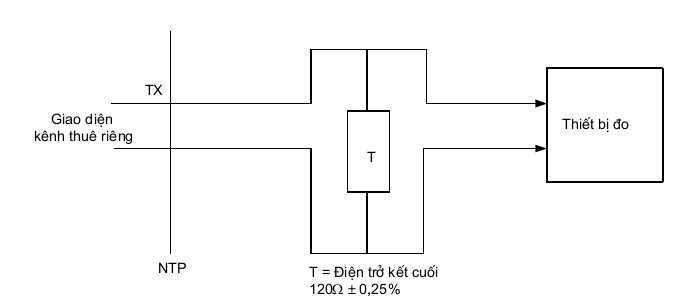 TX
Giao diện
kênh thuê riêng
Thiết bị đo
T
NTP
T = Điện trở kết cuối
120Ω ± 0,25%